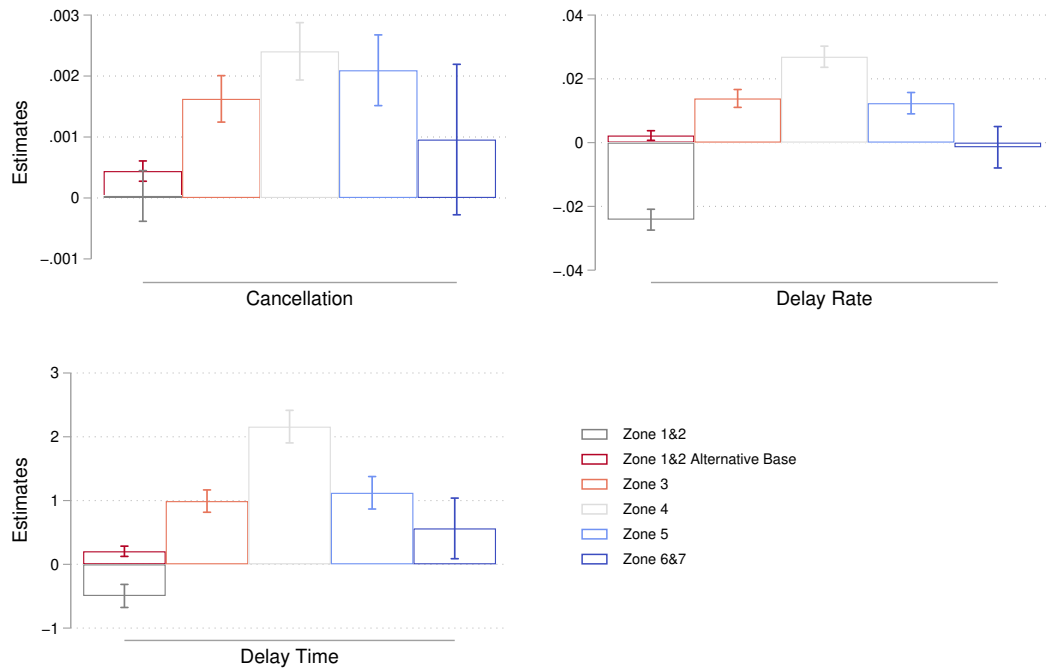 Estimates
.003
.002
.001
0
−.001
Cancellation
.04
.02
0
−.02
−.04
Delay Rate
Estimates
3
2
1
0
−1
Delay Time
Zone 1&2
Zone 1&2 Alternative Base
Zone 3
Zone 4
Zone 5
Zone 6&7